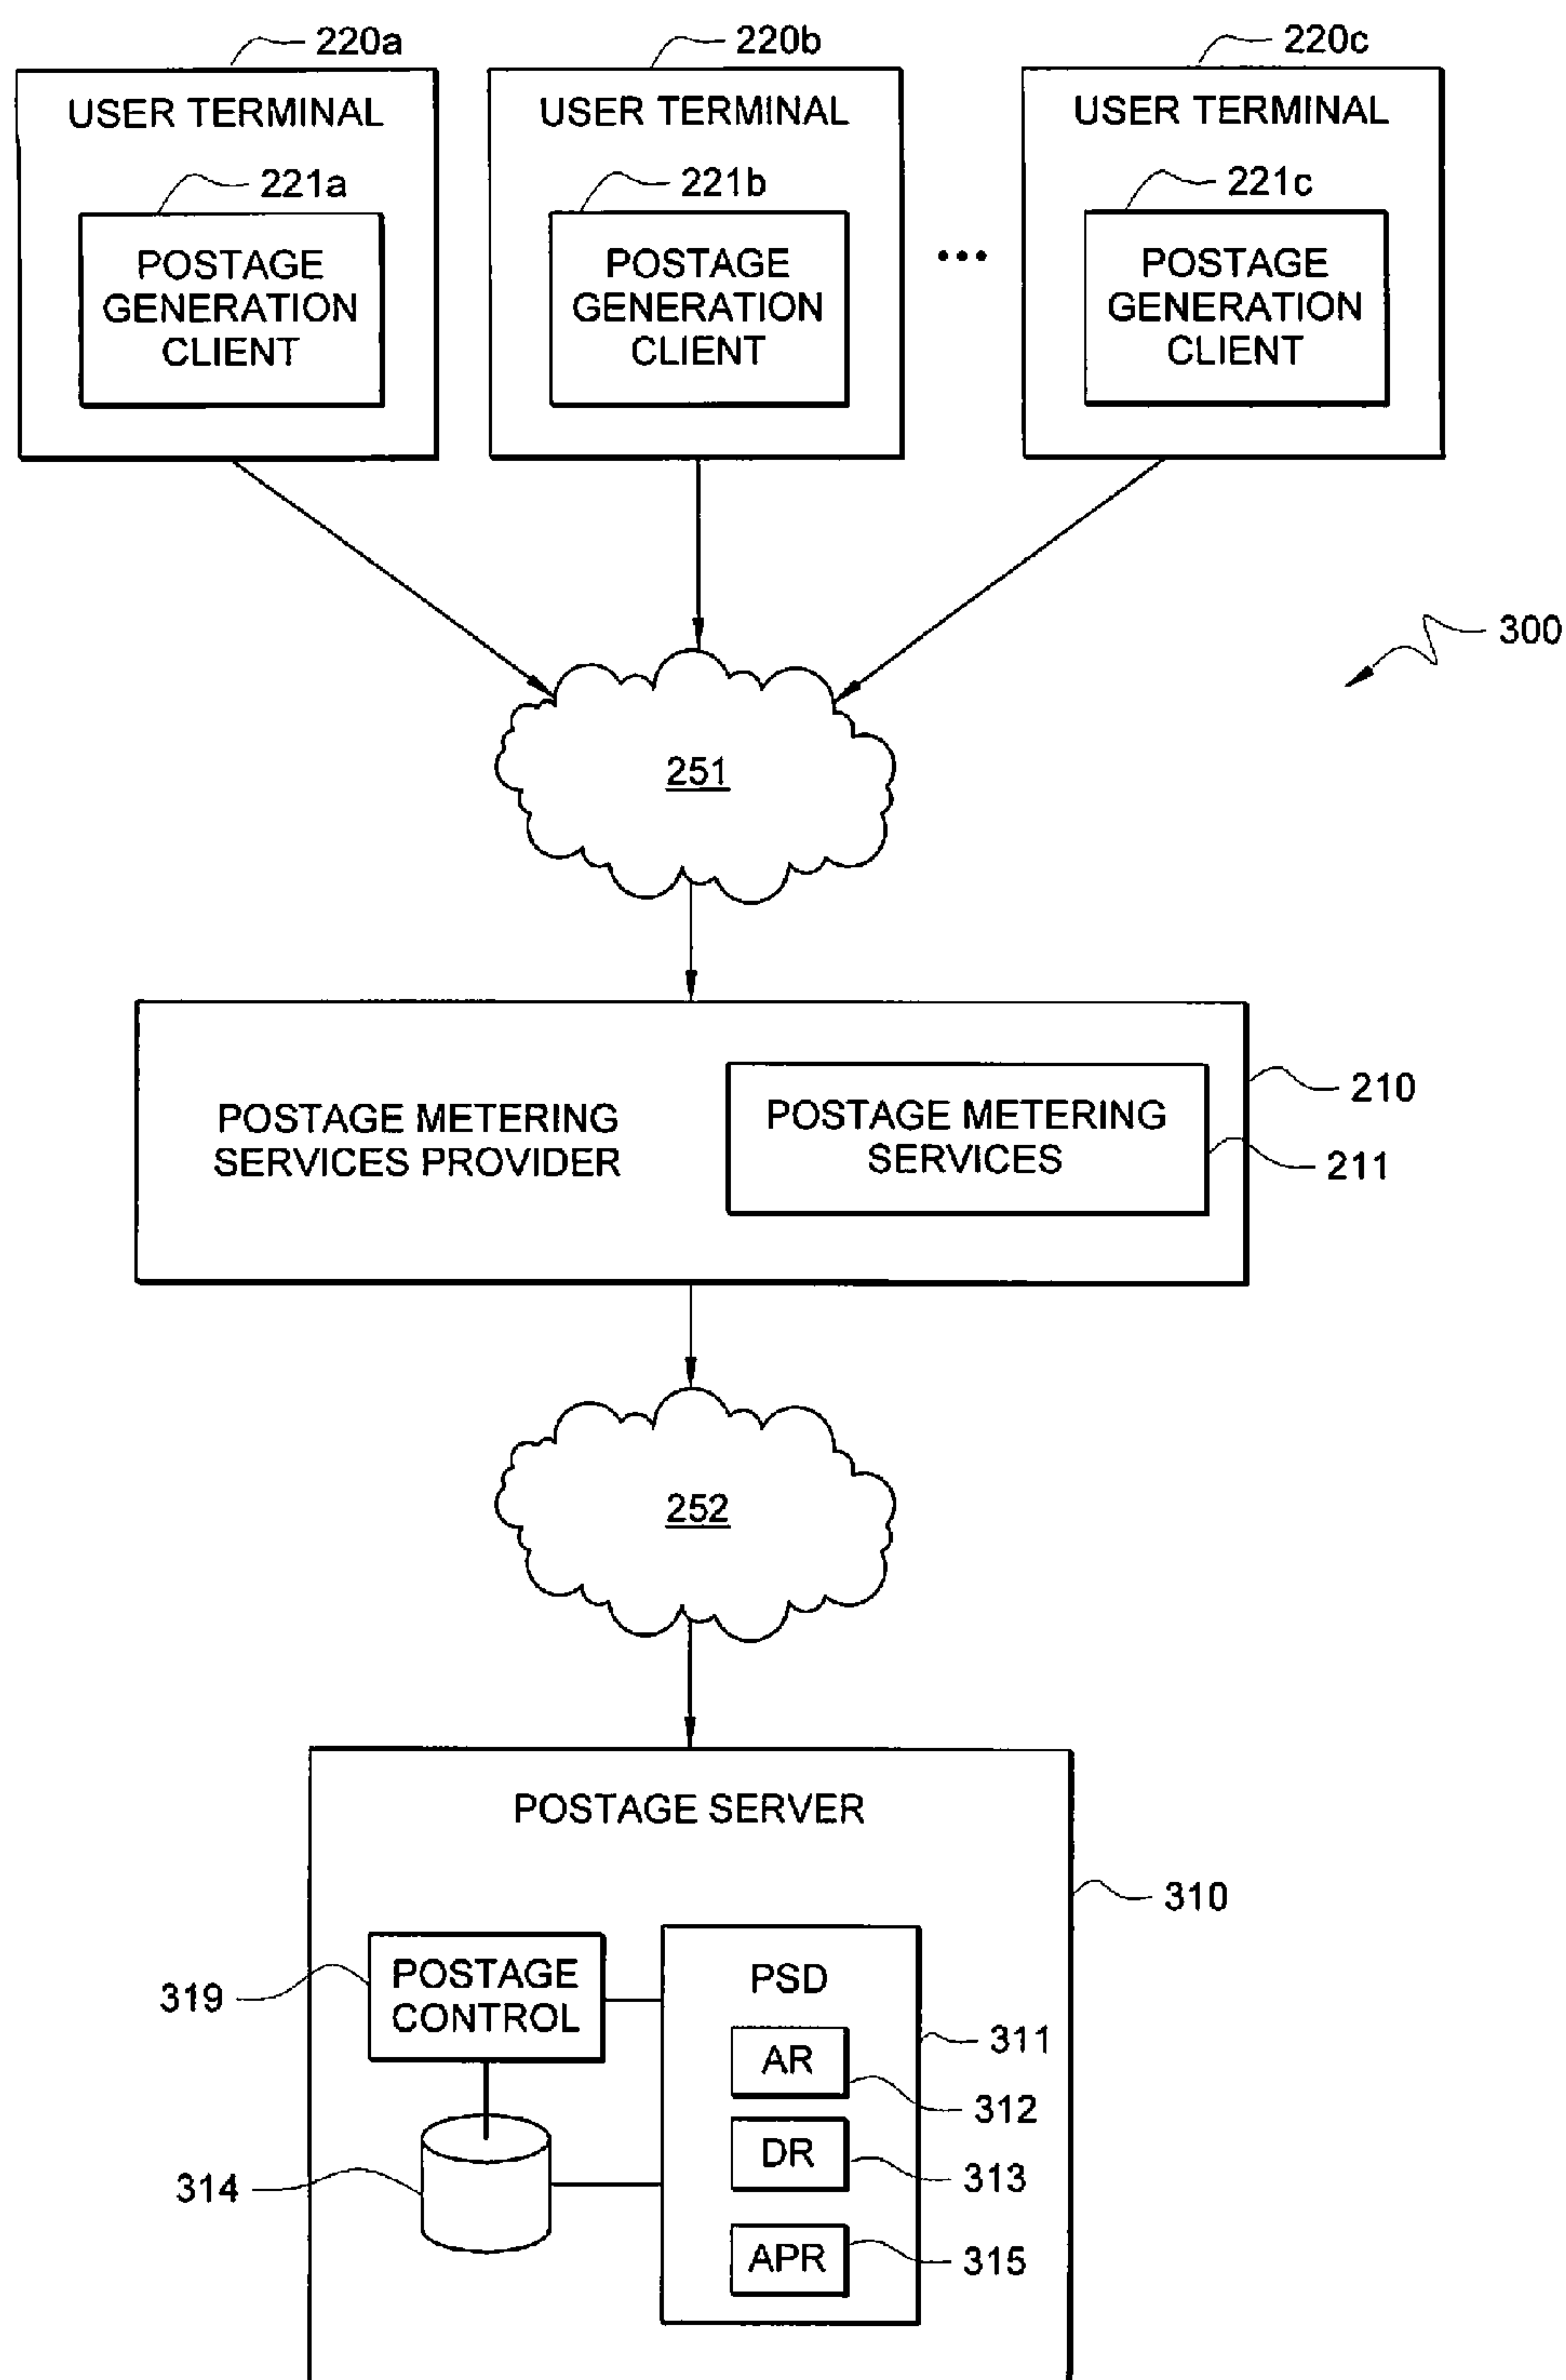 220a
220b
220c
USER TERMINAL
USER TERMINAL
USER TERMINAL
221a
221b
221c
POSTAGE
GENERATION
CLIENT
POSTAGE
GENERATION
CLIENT
...
POSTAGE
GENERATION
CLIENT
300
251
POSTAGE METERING
SERVICES PROVIDER
POSTAGE METERING
SERVICES
210
211
252
POSTAGE SERVER
310
319
POSTAGE
CONTROL
PSD
311
AR
312
DR
313
314
APR
315